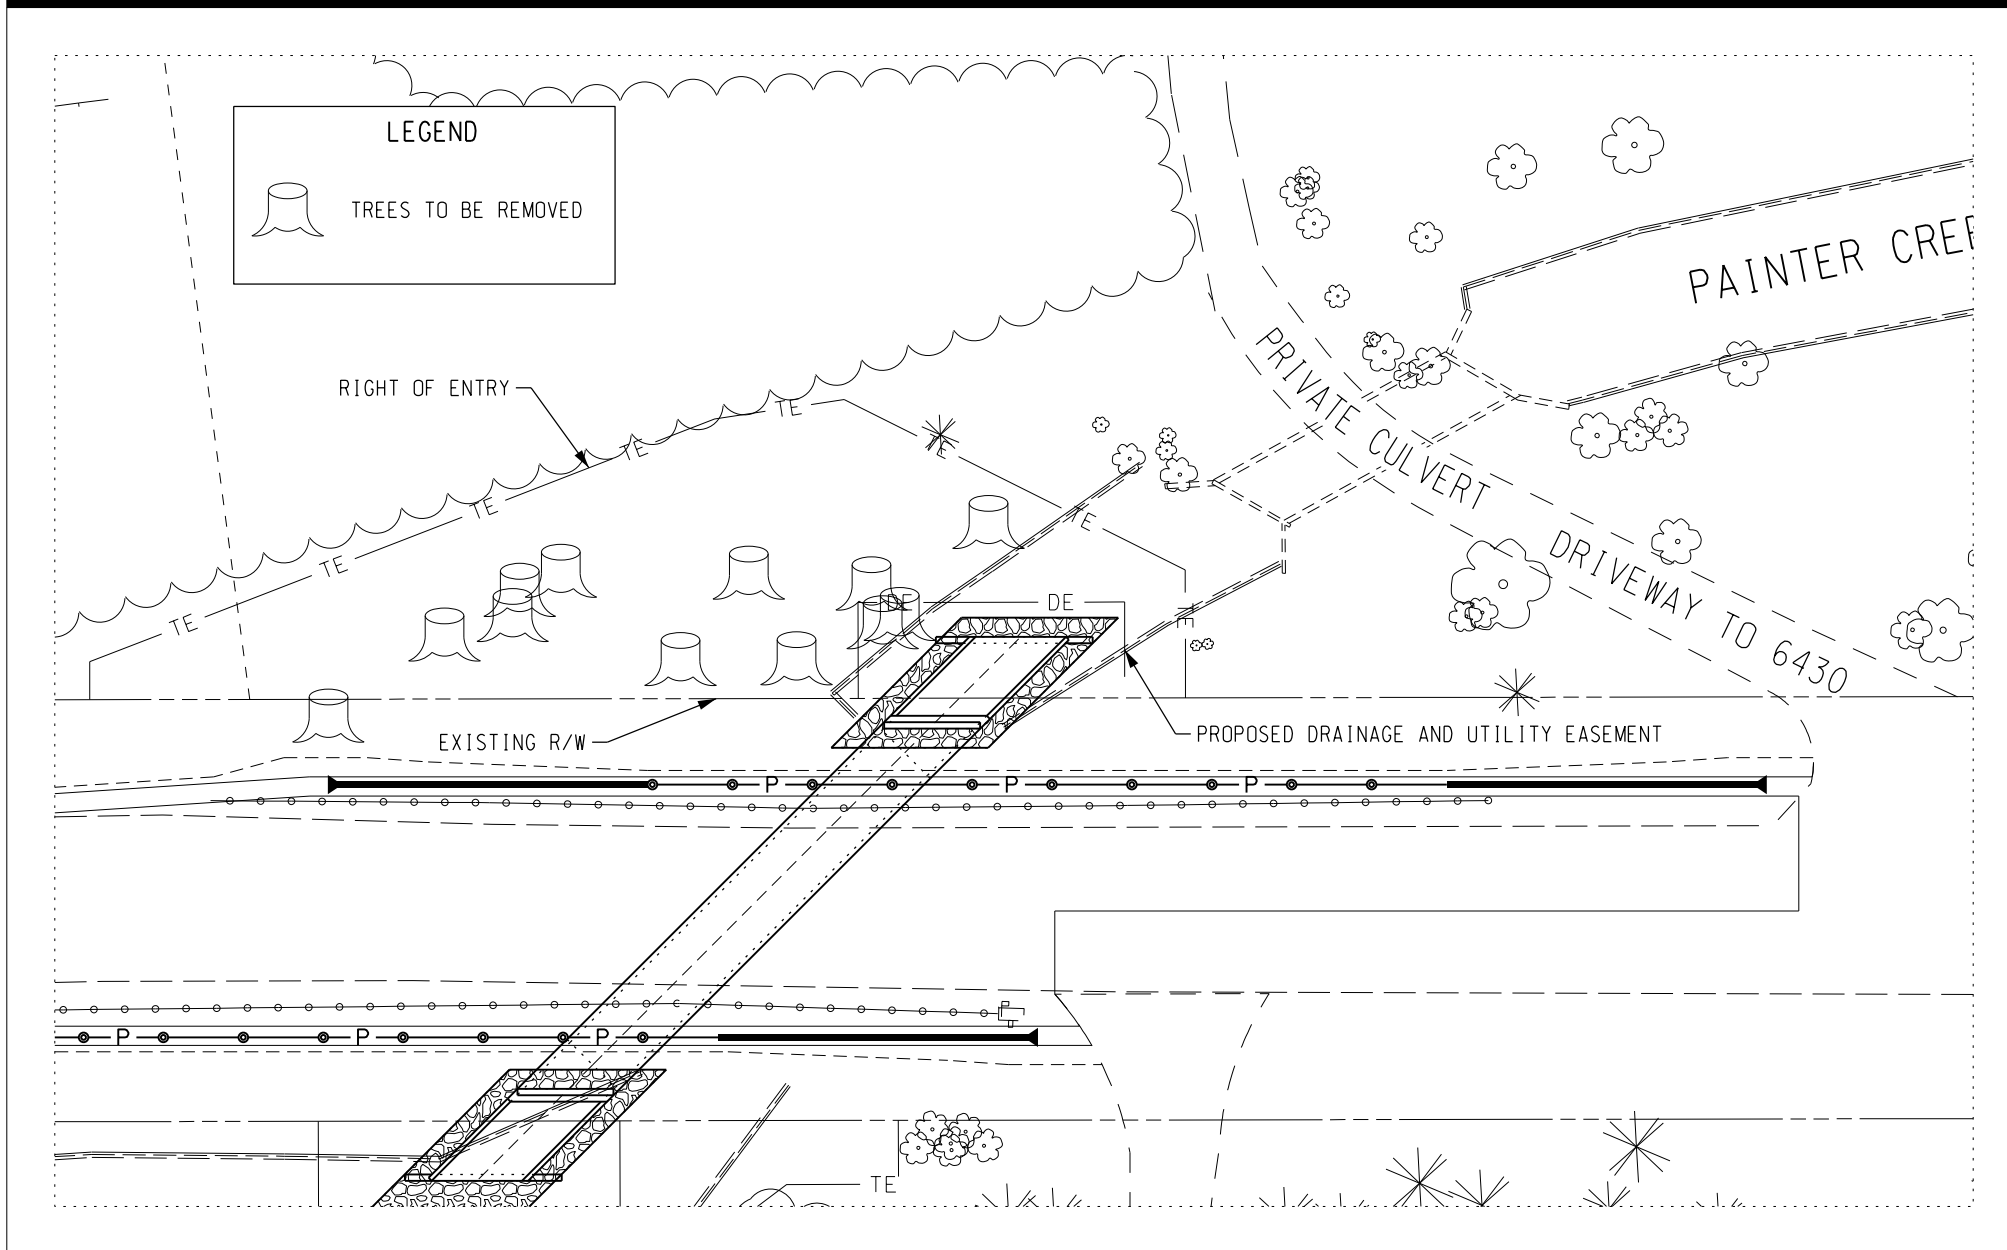 LEGEND
TREES TO BE REMOVED
PAINTER CREE
PRIVATE CULVERT
RIGHT OF ENTRY
TE
TE
TE
TE
TE
TE
TE
DRIVEWAY TO 6430
DE
DE
TE
EXISTING R/W
PROPOSED DRAINAGE AND UTILITY EASEMENT
P
P
P
P
P
P
TE